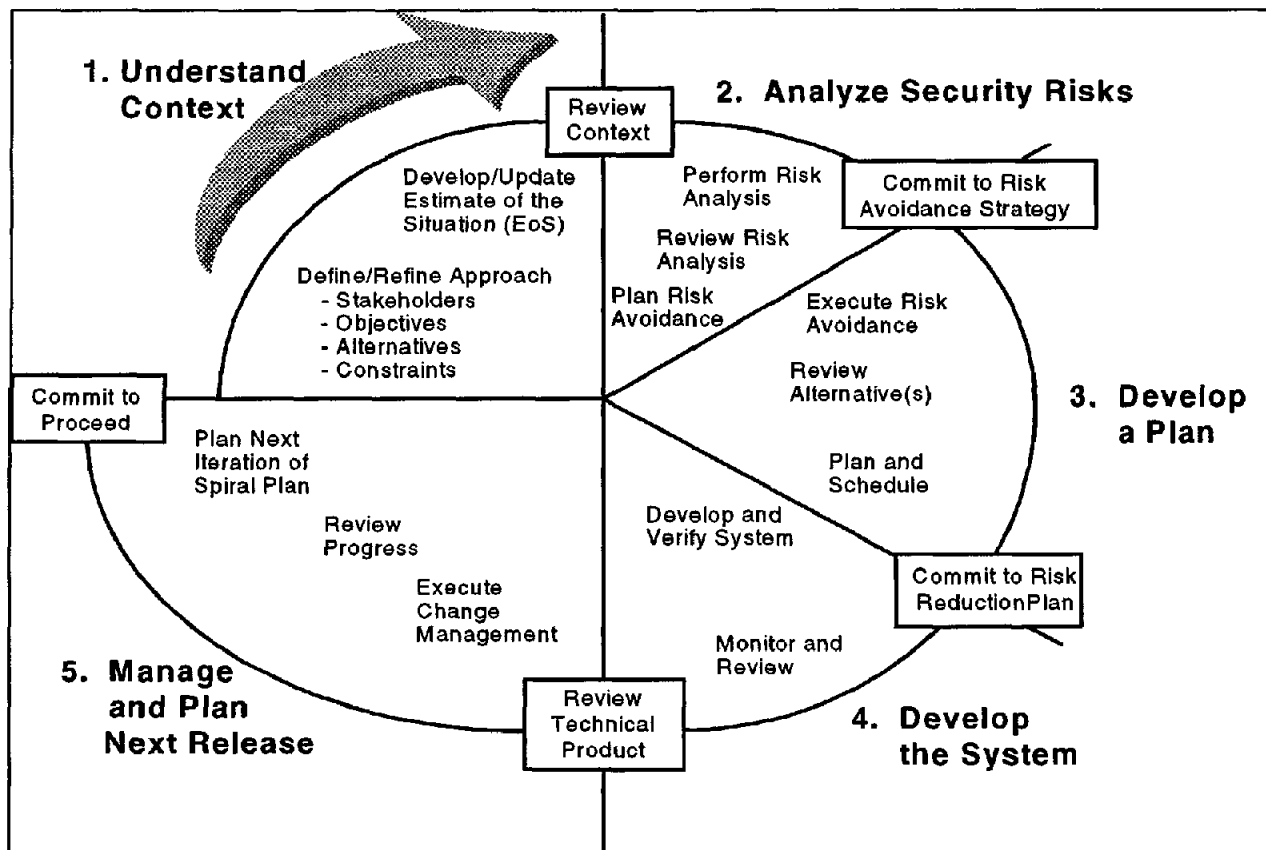 1. Understand
Context
Review
Context
2. Analyze Security Risks
Develop/Update
Estimate of the
Situation (EoS)
Define/Refine Approach
- Stakeholders
- Objectives
- Alternatives
- Constraints
Perform Risk
Analysis
Review Risk
Analysis
Plan Risk
Avoidance
Commit to Risk
Avoidance Strategy
Execute Risk
Avoidance
Review
Alternative(s)
Plan and
Schedule
3. Develop
a Plan
Commit to Risk
ReductionPlan
Develop and
Verify System
Monitor and
Review
4. Develop
the System
Review
Technical
Product
Commit to
Proceed
Plan Next
Iteration of
Spiral Plan
Review
Progress
Execute
Change
Management
5. Manage
and Plan
Next Release